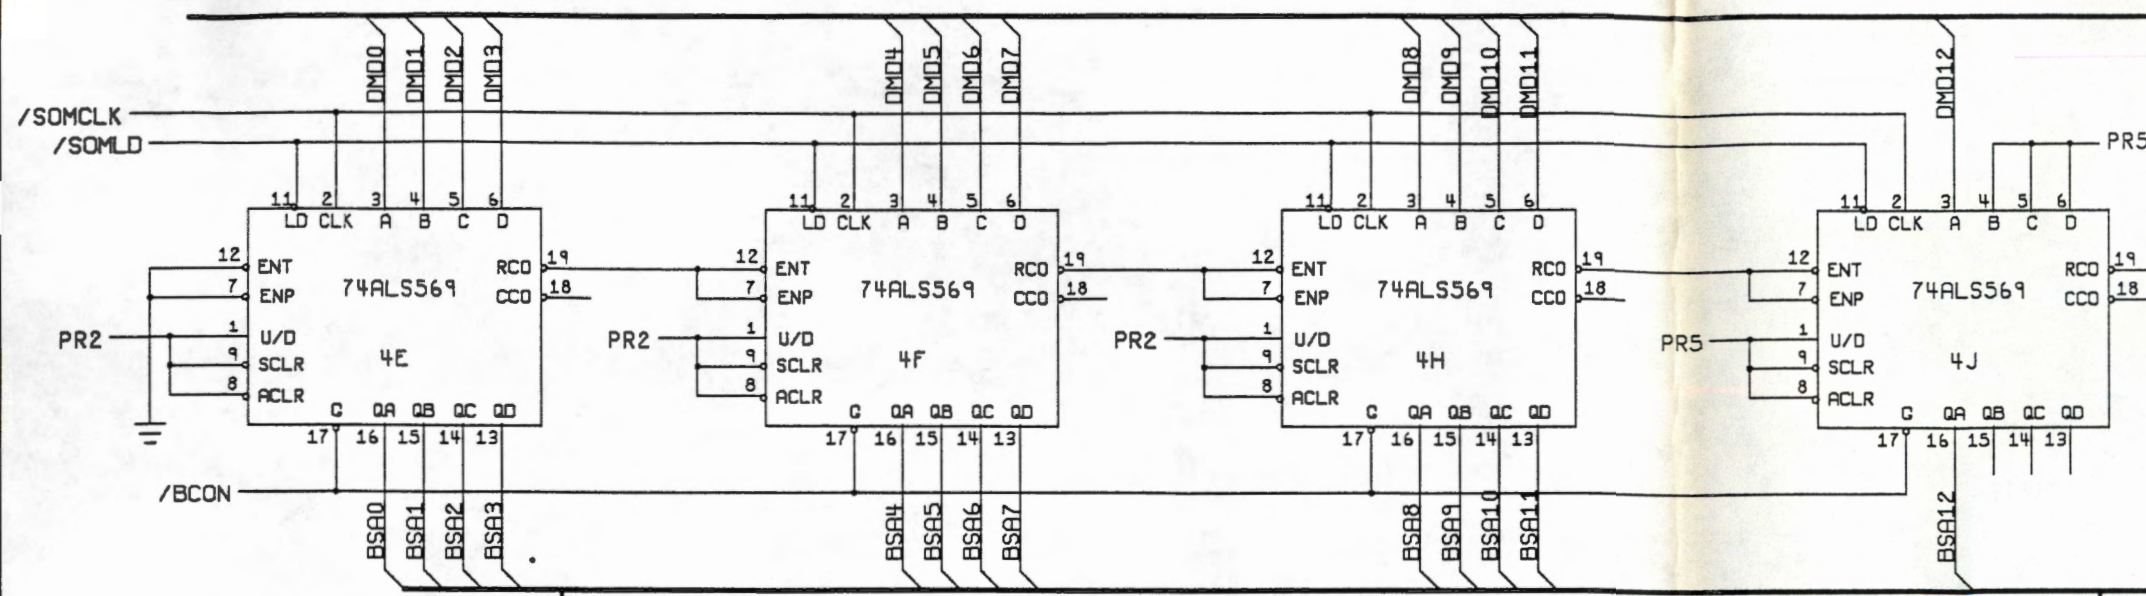 DMD0 DMD1 DMD2 DMD3 DMD4 DMD5 DMD6 DMD7 DMD8 DMD9 DMD10 DMD11 DMD12
/SOMCLK
/SOMLD PR5
11 2 3 4 5 6 11 2 3 4 5 6 11 2 3 4 5 6 11 2 3 4 5 6
LD CLK A B C D LD CLK A B C D LD CLK A B C D LD CLK A B C D
12 ENT RCO 19 12 ENT RCO 19 12 ENT RCO 19 12 ENT RCO 19
74ALS569 74ALS569 74ALS569 74ALS569
7 ENP CCO 18 7 ENP CCO 18 7 ENP CCO 18 7 ENP CCO 18
PR2 1 U/D PR2 1 U/D PR2 1 U/D PR5 1 U/D
9 SCLR 4E 9 SCLR 4F 9 SCLR 4H 9 SCLR 4J
8 ACLR 8 ACLR 8 ACLR 8 ACLR
G QA QB QC QD G QA QB QC QD G QA QB QC QD G QA QB QC QD
17 16 15 14 13 17 16 15 14 13 17 16 15 14 13 17 16 15 14 13
/BCON
BSA0 BSA1 BSA2 BSA3 BSA4 BSA5 BSA6 BSA7 BSA8 BSA9 BSA10 BSA11 BSA12